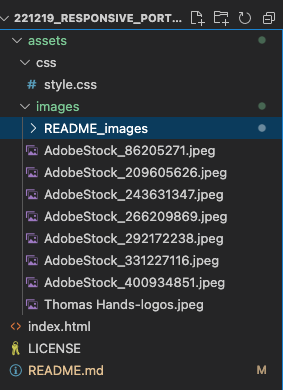 221219_RESPONSIVE_PORT...
assets
css
# style.css
images
README_images
AdobeStock_86205271.jpeg
AdobeStock_209605626.jpeg
AdobeStock_243631347.jpeg
AdobeStock_266209869.jpeg
AdobeStock_292172238.jpeg
AdobeStock_331227116.jpeg
AdobeStock_400934851.jpeg
Thomas Hands-logos.jpeg
<> index.html
LICENSE
README.md M